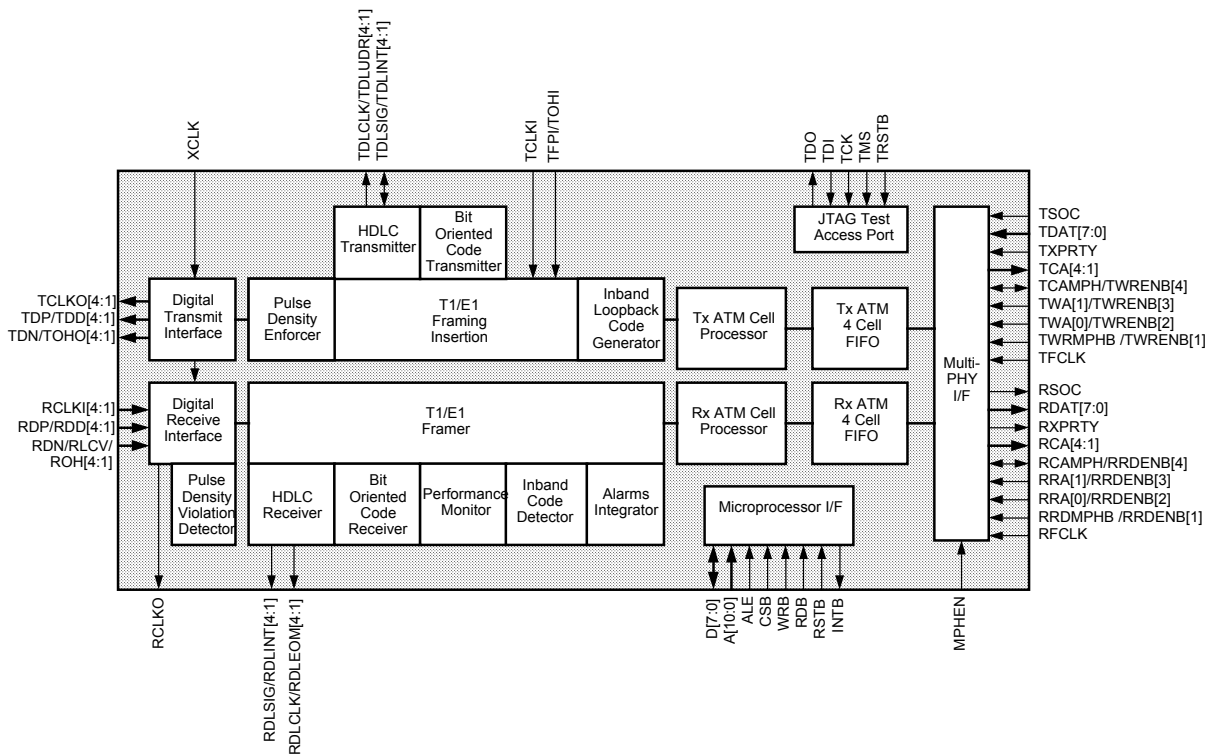 XCLK
TDLCLK/TDLUDR[4:1]
TDLSIG/TDLINT[4:1]
TCLKI
TFPI/TOHI
TDO
TDI
TCK
TMS
TRSTB
HDLC
Transmitter
Bit
Oriented
Code
Transmitter
JTAG Test
Access Port
TCLKO[4:1]
TDP/TDD[4:1]
TDN/TOHO[4:1]
Digital
Transmit
Interface
Pulse
Density
Enforcer
T1/E1
Framing
Insertion
Inband
Loopback
Code
Generator
Tx ATM Cell
Processor
Tx ATM
4 Cell
FIFO
Multi-
PHY
I/F
TSOC
TDAT[7:0]
TXPRTY
TCA[4:1]
TCAMPH/TWRENB[4]
TWA[1]/TWRENB[3]
TWA[0]/TWRENB[2]
TWRMPHB /TWRENB[1]
TFCLK
RSOC
RDAT[7:0]
RXPRTY
RCA[4:1]
RCAMPH/RRDENB[4]
RRA[1]/RRDENB[3]
RRA[0]/RRDENB[2]
RRDMPHB /RRDENB[1]
RFCLK
RCLKI[4:1]
RDP/RDD[4:1]
RDN/RLCV/
ROH[4:1]
Digital
Receive
Interface
T1/E1
Framer
Rx ATM Cell
Processor
Rx ATM
4 Cell
FIFO
Pulse
Density
Violation
Detector
HDLC
Receiver
Bit
Oriented
Code
Receiver
Performance
Monitor
Inband
Code
Detector
Alarms
Integrator
Microprocessor I/F
RCLKO
RDLSIG/RDLINT[4:1]
RDLCLK/RDLEOM[4:1]
D[7:0]
A[10:0]
ALE
CSB
WRB
RDB
RSTB
INTB
MPHEN